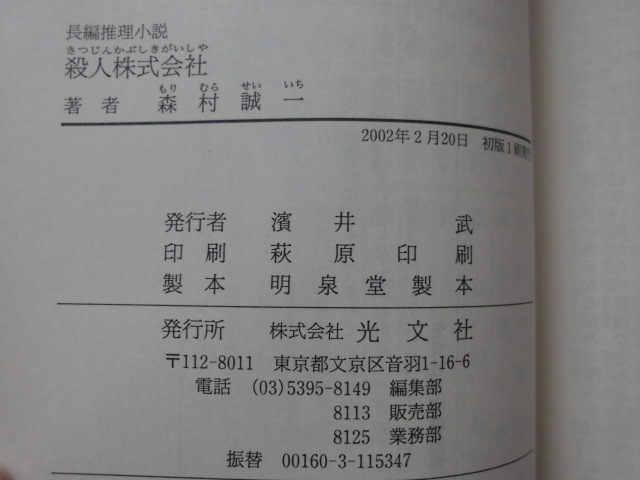 長編推理小説
さつじんかぶしきがいしゃ
殺人株式会社
もり むら せい いち
著者 森村誠一
2002年2月20日 初版1刷発行
発行者 濱井 武
印刷 萩原印刷
製本 明泉堂製本
発行所 株式会社 光文社
〒112-8011 東京都文京区音羽1-16-6
電話 (03)5395-8149 編集部
8113 販売部
8125 業務部
振替 00160-3-115347